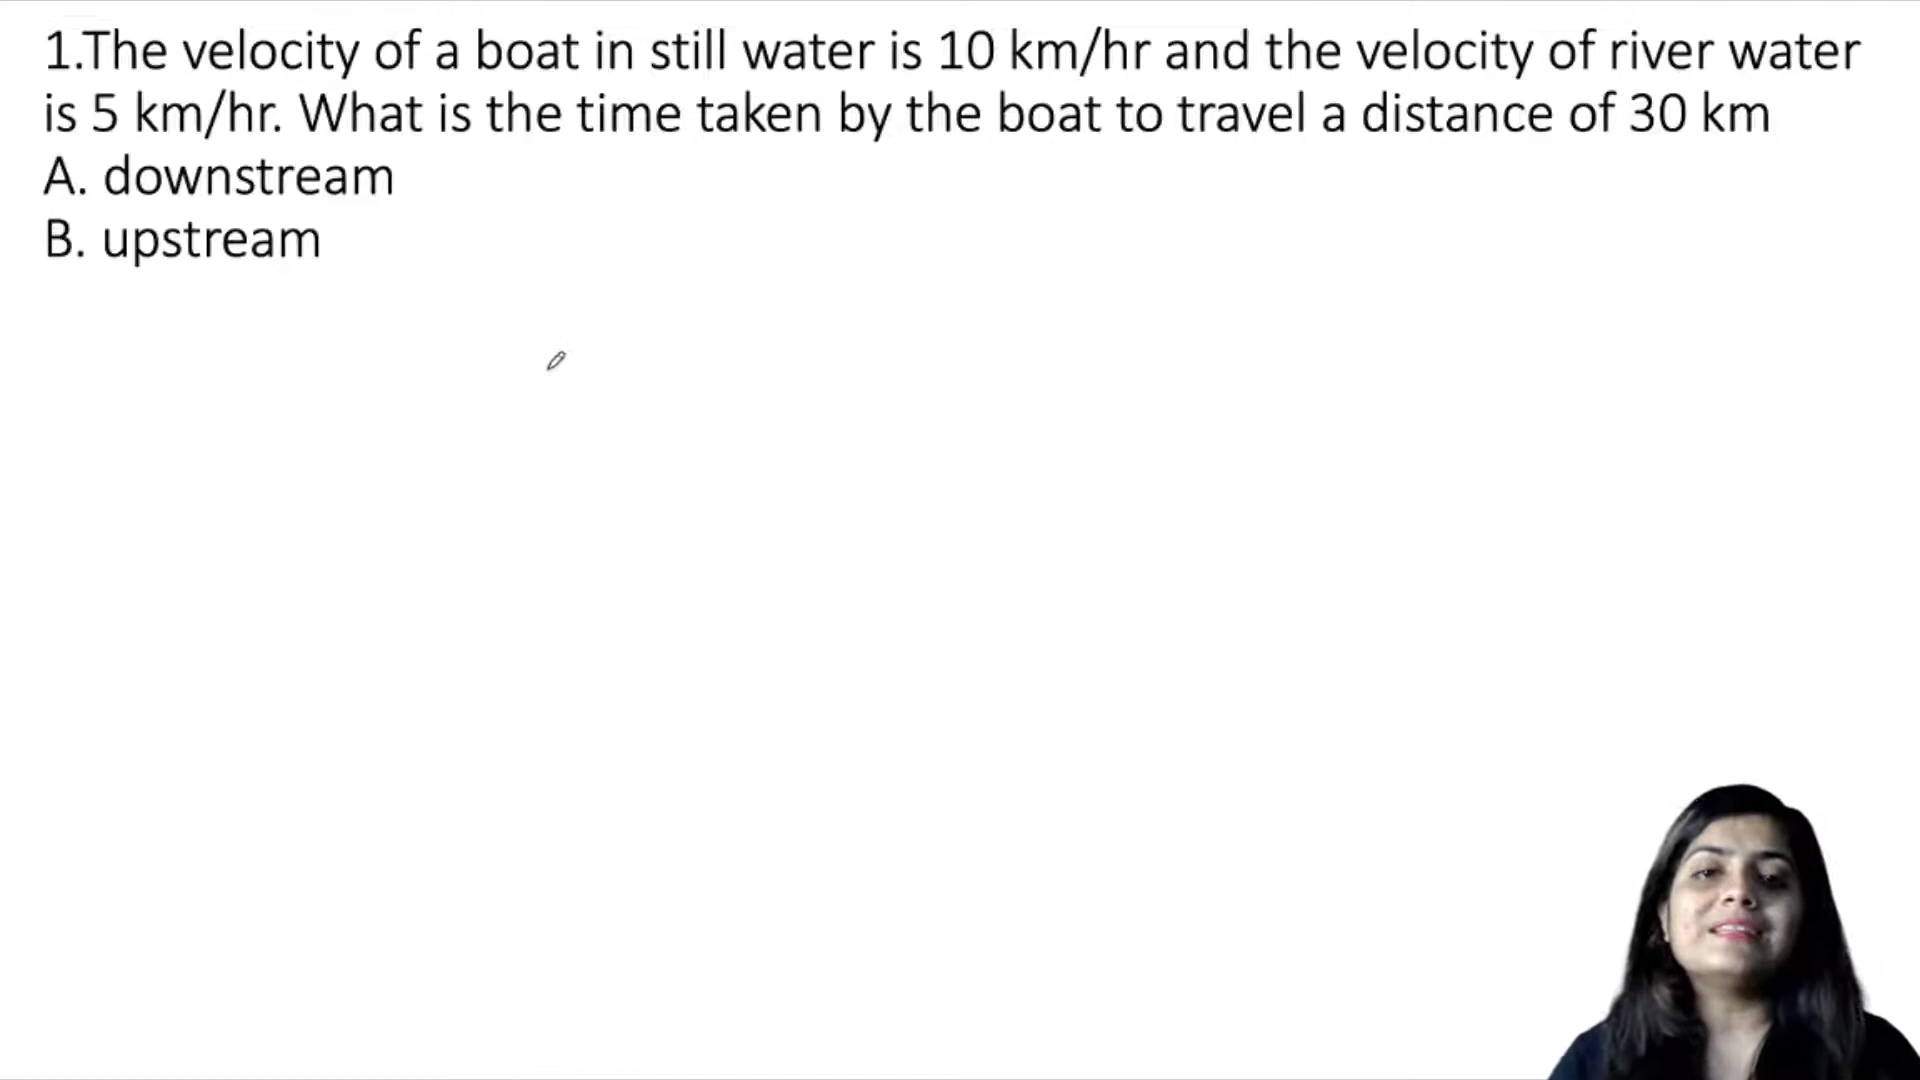 1.The velocity of a boat in still water is 10 km/hr and the velocity of river water
is 5 km/hr. What is the time taken by the boat to travel a distance of 30 km
A. downstream
B. upstream